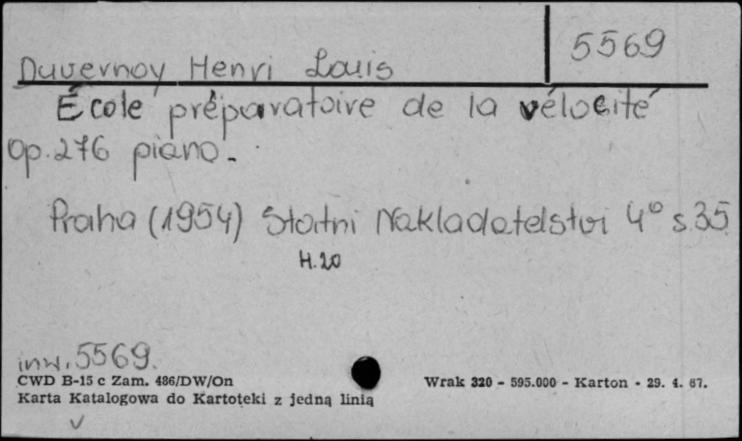 5569
Duvernoy Henri Louis
École préparatoire de la vélocité
Op. 276 piano.
Praha (1954) Statni Nakladatelstvi 4° s.35
H.20
inw. 5569.
CWD B-15 c Zam. 486/DW/On
Wrak 320 - 595.000 - Karton - 29. 4. 67.
Karta Katalogowa do Kartoteki z jedną linią